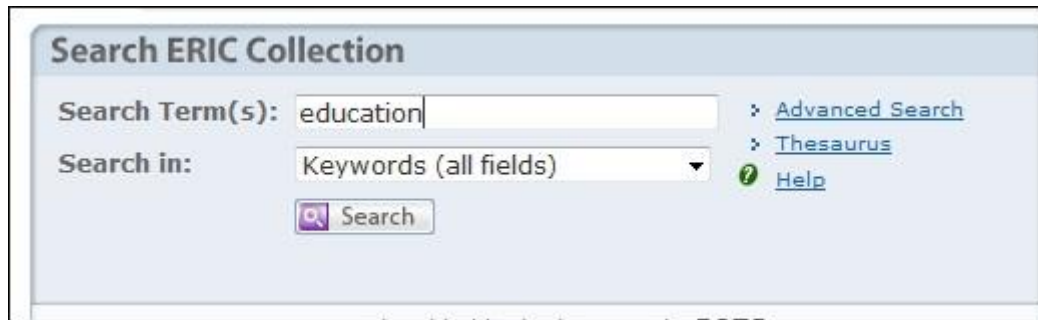 Search ERIC Collection
Search Term(s): education
Advanced Search
Thesaurus
Search in: Keywords (all fields)
Help
Search